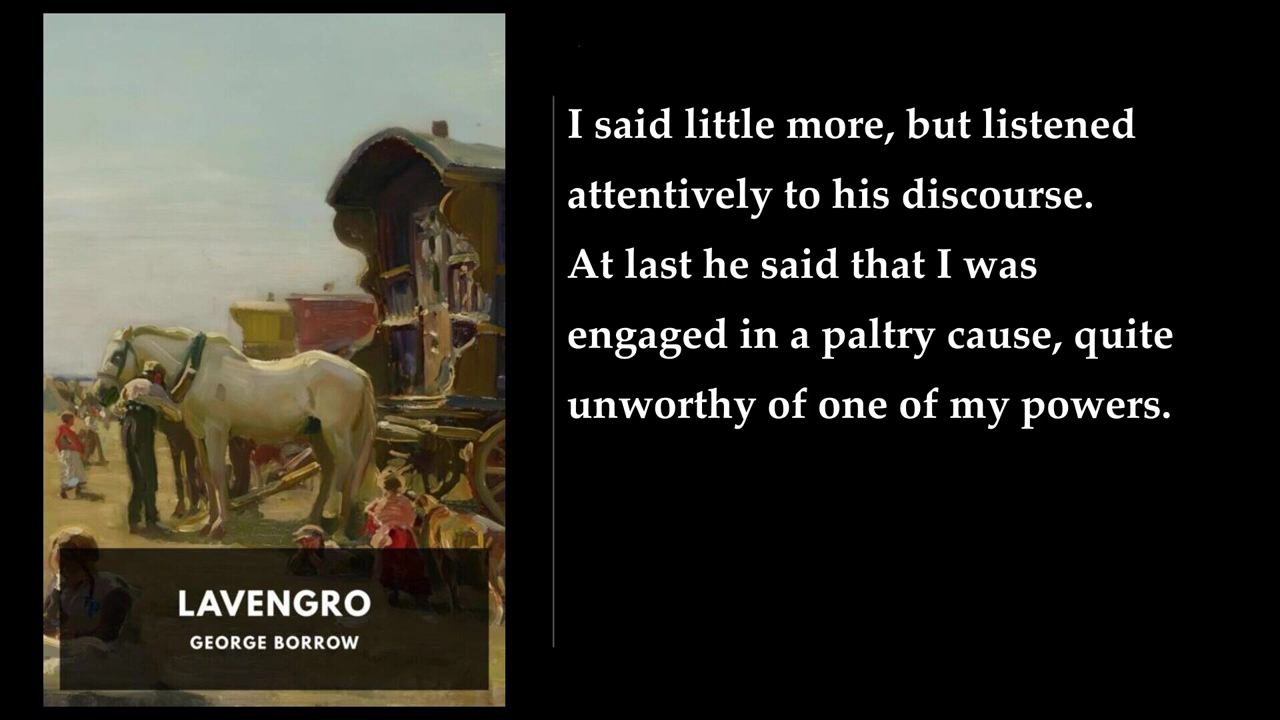 LAVENGRO
GEORGE BORROW
I said little more, but listened
attentively to his discourse.
At last he said that I was
engaged in a paltry cause, quite
unworthy of one of my powers.